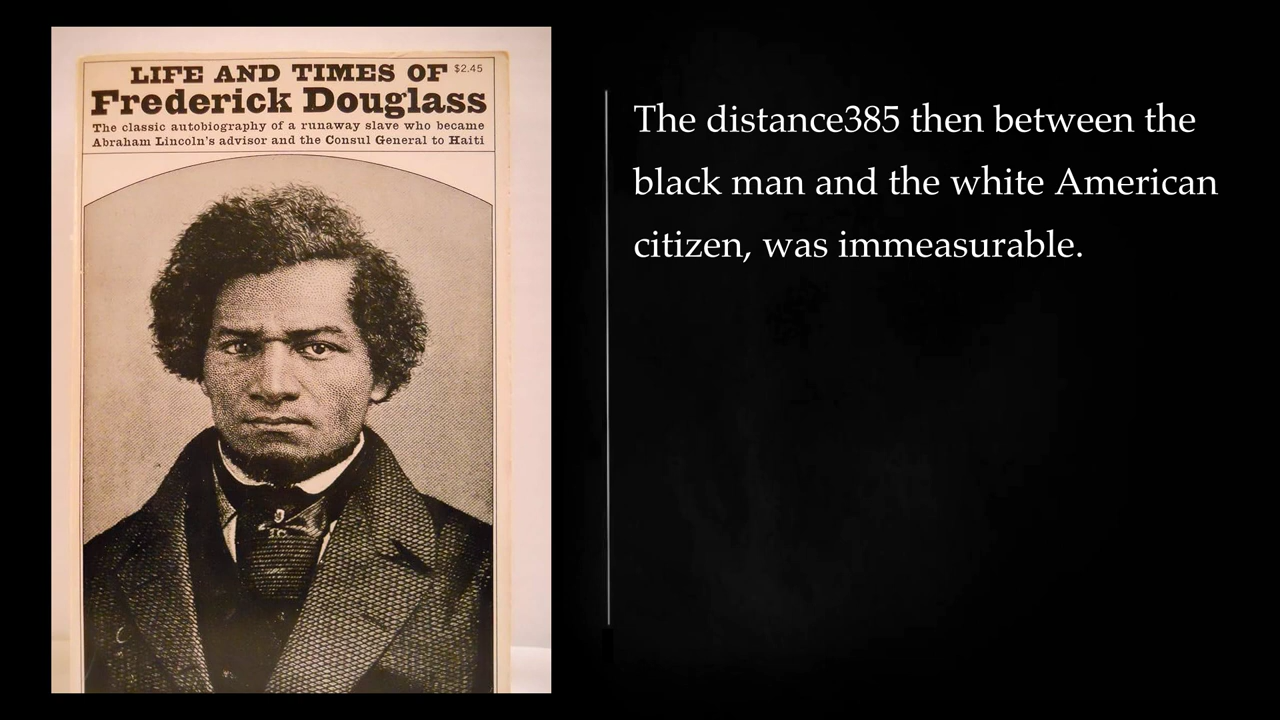 LIFE AND TIMES OF $2.45
Frederick Douglass
The classic autobiography of a runaway slave who became
Abraham Lincoln's advisor and the Consul General to Haiti
The distance385 then between the
black man and the white American
citizen, was immeasurable.